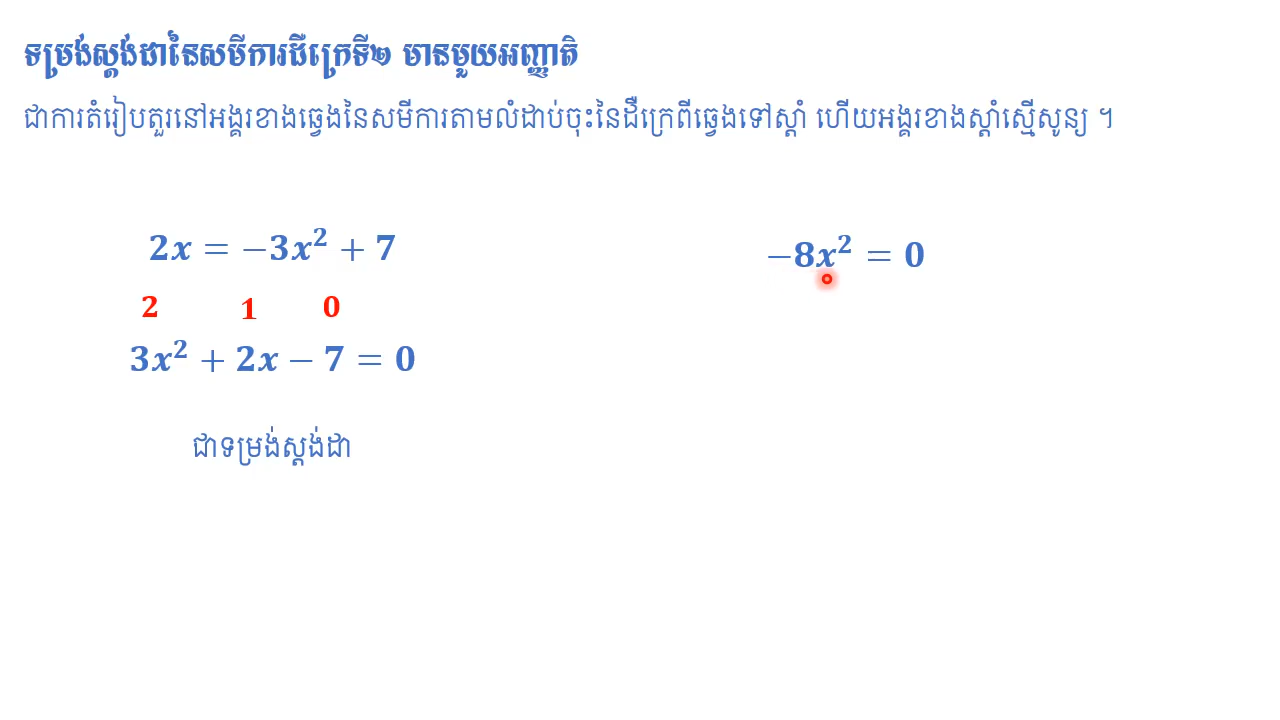 ទម្រង់ស្តង់ដានៃសមីការដឺក្រេទី២ មានមួយអញ្ញាតិ
ជាការតំរៀបតួរនៅអង្គរខាងឆ្វេងនៃសមីការតាមលំដាប់ចុះនៃដឺក្រេពីឆ្វេងទៅស្តាំ ហើយអង្គរខាងស្តាំស្មើសូន្យ ។
2x = −3x² + 7
−8x² = 0
2 1 0
3x² + 2x − 7 = 0
ជាទម្រង់ស្តង់ដា